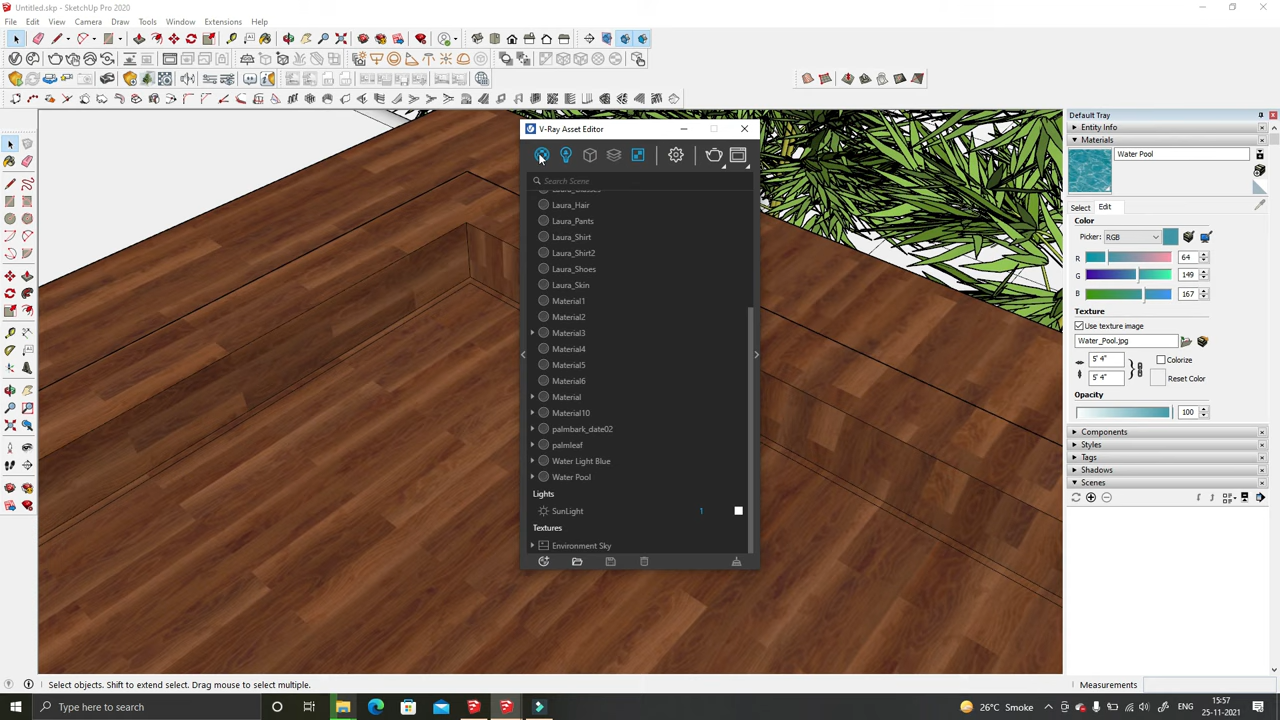 Untitled.skp - SketchUp Pro 2020
File Edit View Camera Draw Tools Window Extensions Help
V-Ray Asset Editor
Search Scene
Laura_Hair
Laura_Pants
Laura_Shirt
Laura_Shirt2
Laura_Shoes
Laura_Skin
Material1
Material2
Material3
Material4
Material5
Material6
Material
Material10
palmbark_date02
palmleaf
Water Light Blue
Water Pool
Lights
SunLight 1
Textures
Environment Sky
Default Tray
Entity Info
Materials
Water Pool
Select Edit
Color
Picker: RGB
R 64
G 149
B 167
Texture
Use texture image
Water_Pool.jpg
5' 4" Colorize
5' 4" Reset Color
Opacity
100
Components
Styles
Tags
Shadows
Scenes
Select objects. Shift to extend select. Drag mouse to select multiple. Measurements
Type here to search
26°C Smoke ENG 15:57
25-11-2021